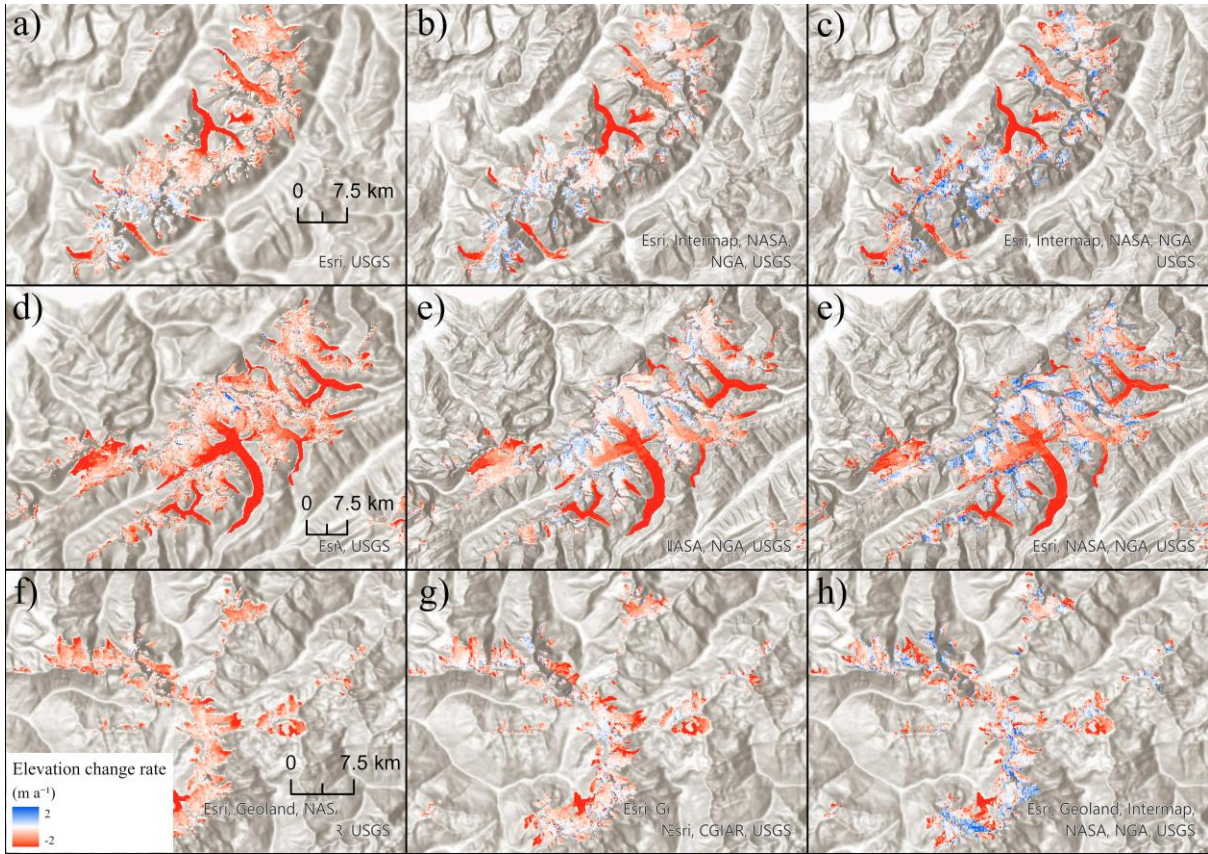 a)
b)
c)
0 7.5 km
Esri, USGS
Esri, Intermap, NASA,
NGA, USGS
Esri, Intermap, NASA, NGA,
USGS
d)
e)
e)
0 7.5 km
USGS
NASA, NGA, USGS
Esri, NASA, NGA, USGS
f)
g)
h)
0 7.5 km
Elevation change rate
(m a⁻¹)
2
-2
Esri, Geoland, NAS
R, USGS
Esri, G
Esri, CGIAR, USGS
Esri, Geoland, Intermap,
NASA, NGA, USGS